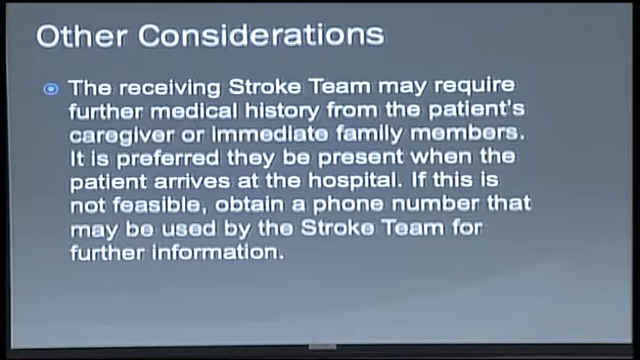 Other Considerations
The receiving Stroke Team may require
further medical history from the patient's
caregiver or immediate family members.
It is preferred they be present when the
patient arrives at the hospital. If this is
not feasible, obtain a phone number that
may be used by the Stroke Team for
further information.